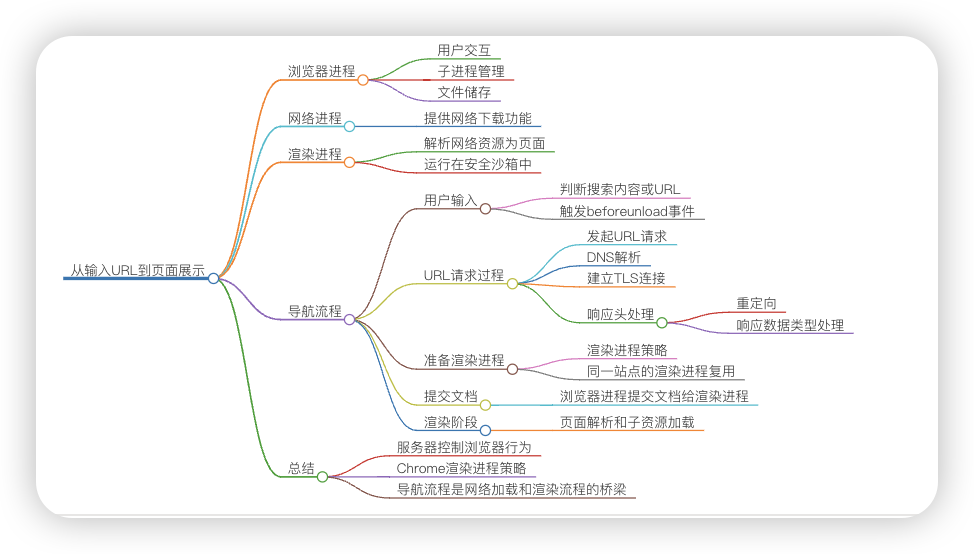 从输入URL到页面展示
浏览器进程
用户交互
子进程管理
文件储存
网络进程
提供网络下载功能
渲染进程
解析网络资源为页面
运行在安全沙箱中
导航流程
用户输入
判断搜索内容或URL
触发beforeunload事件
URL请求过程
发起URL请求
DNS解析
建立TLS连接
响应头处理
重定向
响应数据类型处理
准备渲染进程
渲染进程策略
同一站点的渲染进程复用
提交文档
浏览器进程提交文档给渲染进程
渲染阶段
页面解析和子资源加载
总结
服务器控制浏览器行为
Chrome渲染进程策略
导航流程是网络加载和渲染流程的桥梁